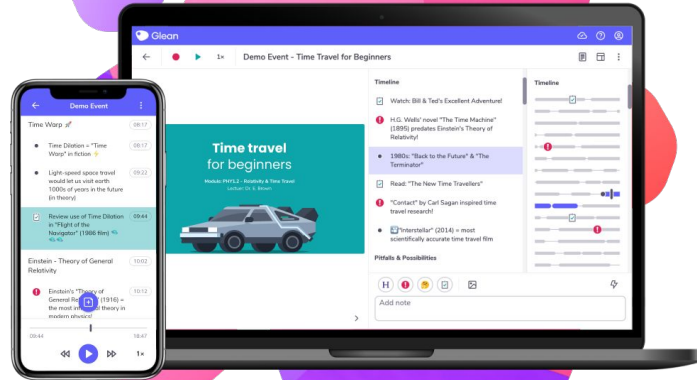 Glean
1x
Demo Event - Time Travel for Beginners
Time travel
for beginners
Module: PHY1.2 - Relativity & Time Travel
Lecturer: Dr. E. Brown
Timeline
Watch: Bill & Ted's Excellent Adventure!
H.G. Wells' novel "The Time Machine"
(1895) predates Einstein's Theory of
Relativity!
1980s: "Back to the Future" & "The
Terminator"
Read: "The New Time Travellers"
"Contact" by Carl Sagan inspired time
travel research!
"Interstellar" (2014) = most
scientifically accurate time travel film
Pitfalls & Possibilities
H
Add note
Timeline
Demo Event
Time Warp
09:17
Time Dilation = "Time
Warp" in fiction
09:17
Light-speed space travel
would let us visit earth
1000s of years in the future
(in theory)
09:22
Review use of Time Dilation
in "Flight of the
Navigator" (1986 film)
09:44
Einstein - Theory of General
Relativity
10:02
Einstein's "Theory of
General (1916) =
the most theory in
modern physics!
10:12
09:44
18:47
1x